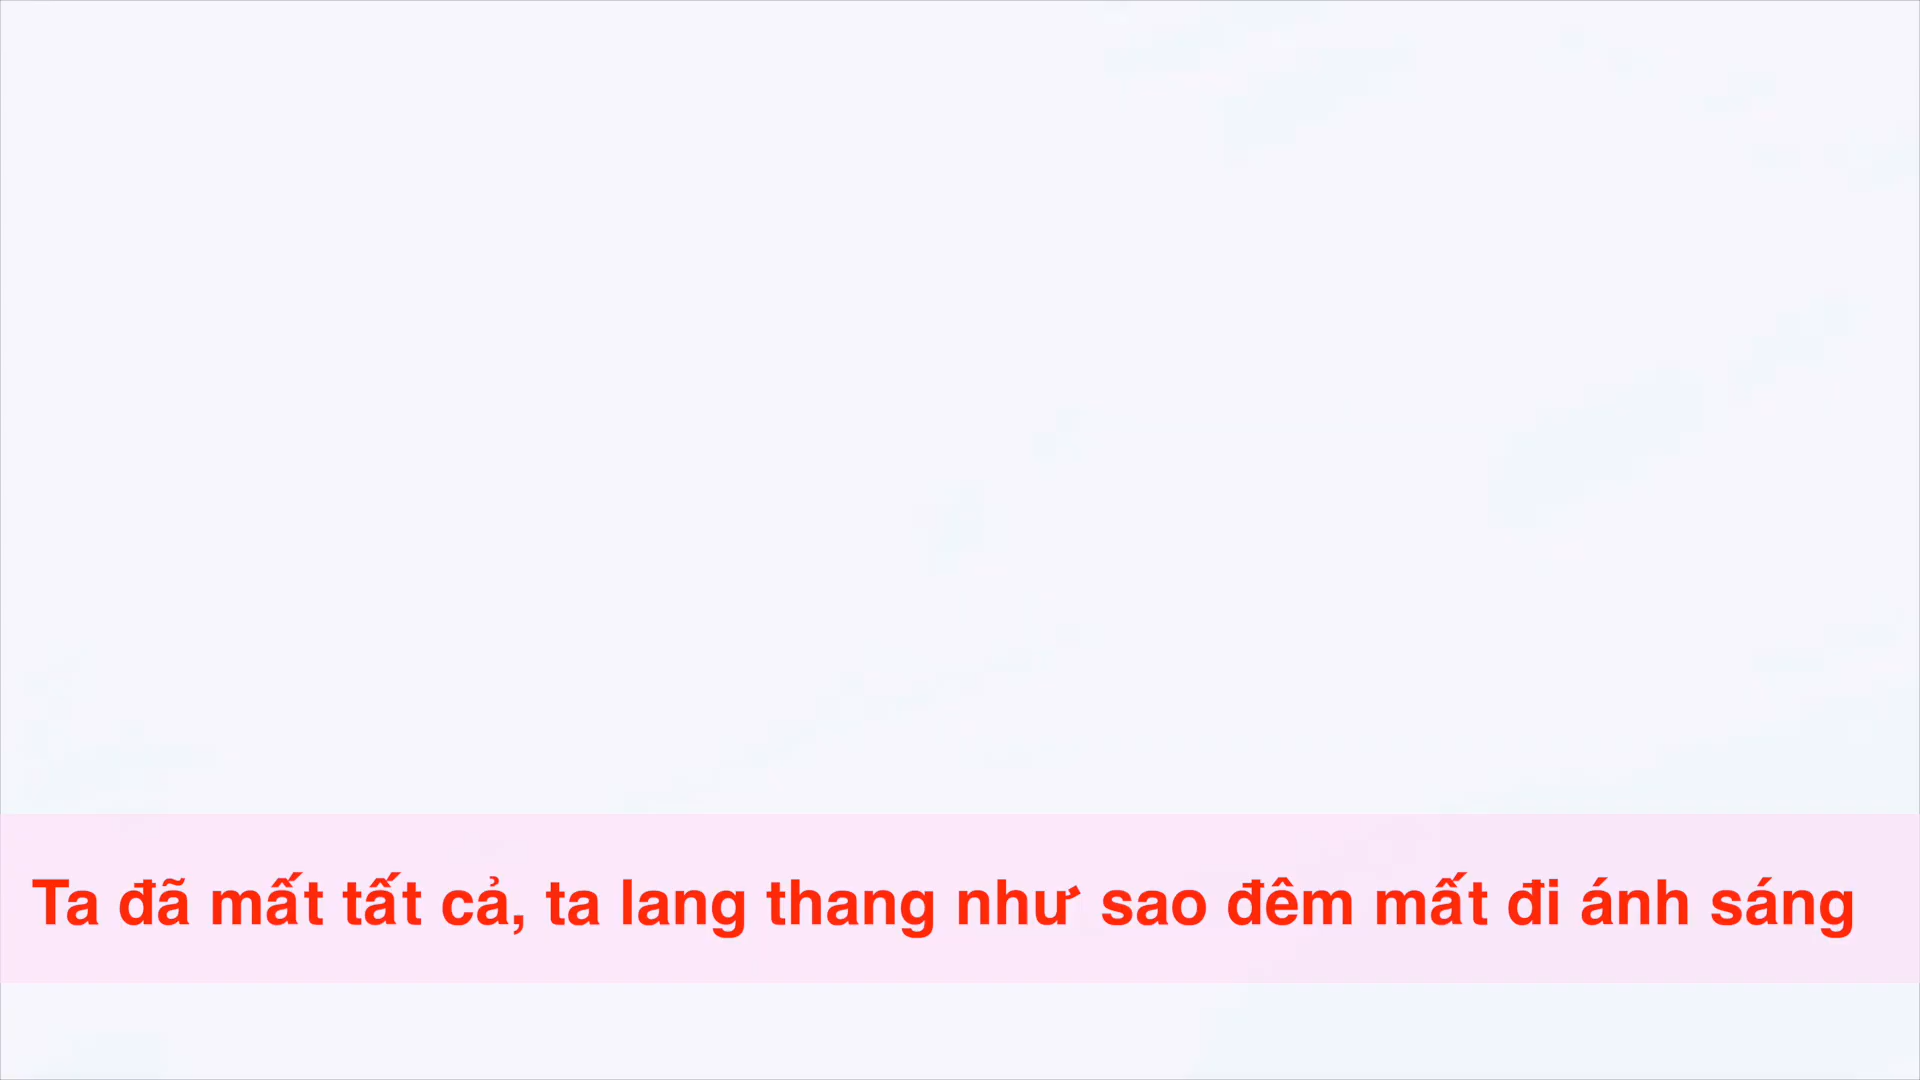 Ta đã mất tất cả, ta lang thang như sao đêm mất đi ánh sáng